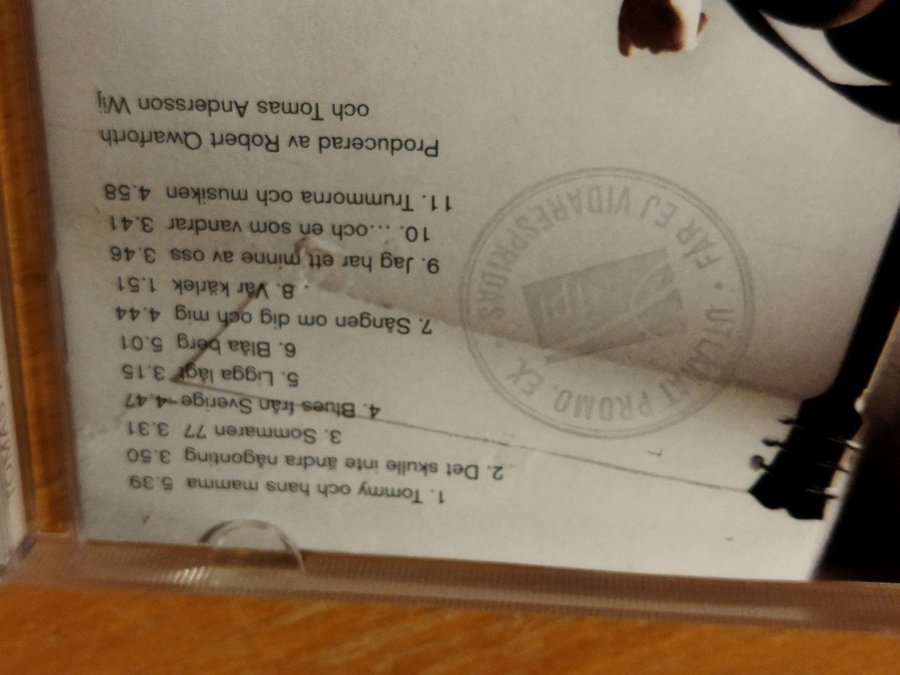 1. Tommy och hans mamma 5.39
2. Det skulle inte ändra någonting 3.50
3. Sommaren 77 3.31
4. Blues från Sverige 4.47
5. Ligga lågt 3.15
6. Blåa berg 5.01
7. Sången om dig och mig 4.44
8. Vår kärlek 1.51
9. Jag har ett minne av oss 3.46
10. ...och en som vandrar 3.41
11. Trummorna och musiken 4.58
Producerad av Robert Qwarforth
och Tomas Andersson Wij
UTLÅNAT PROMO. EX. • FÅR EJ VIDARESPRIDAS •